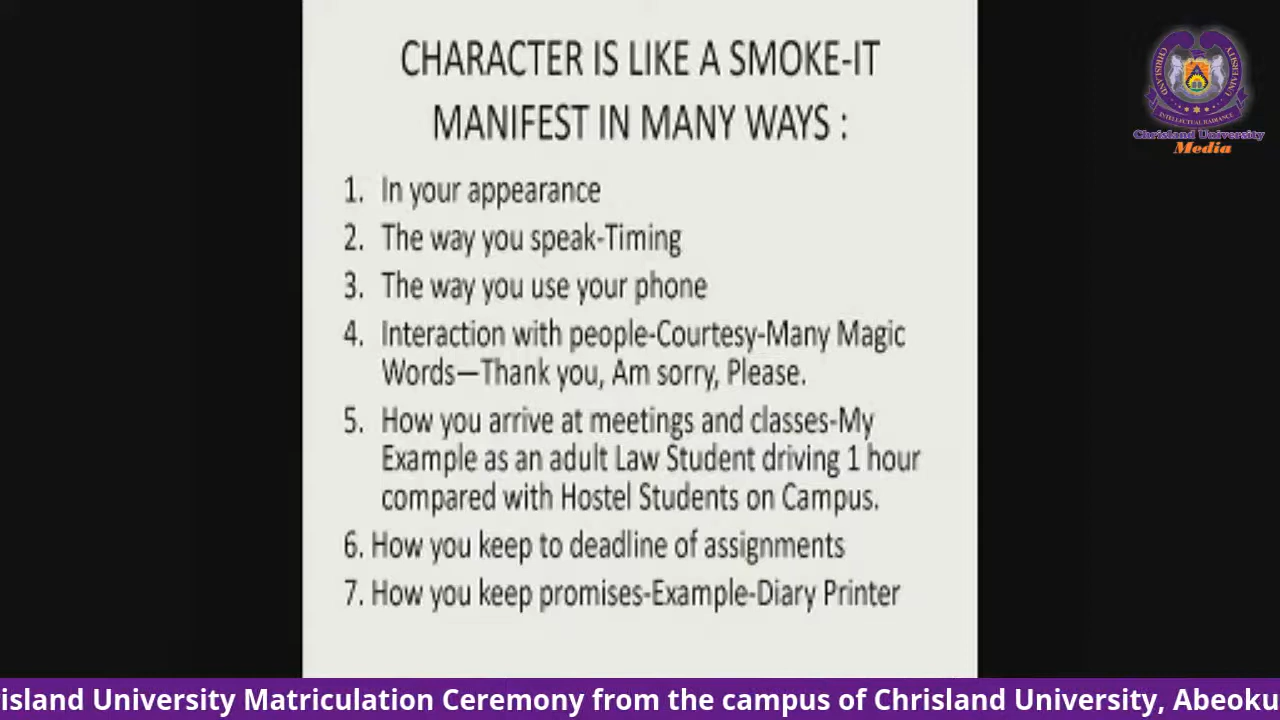 CHARACTER IS LIKE A SMOKE-IT
MANIFEST IN MANY WAYS :
1. In your appearance
2. The way you speak-Timing
3. The way you use your phone
4. Interaction with people-Courtesy-Many Magic
Words—Thank you, Am sorry, Please.
5. How you arrive at meetings and classes-My
Example as an adult Law Student driving 1 hour
compared with Hostel Students on Campus.
6. How you keep to deadline of assignments
7. How you keep promises-Example-Diary Printer
CHRISLAND UNIVERSITY
INTELLECTUAL RADIANCE
Chrisland University
Media
island University Matriculation Ceremony from the campus of Chrisland University, Abeoku